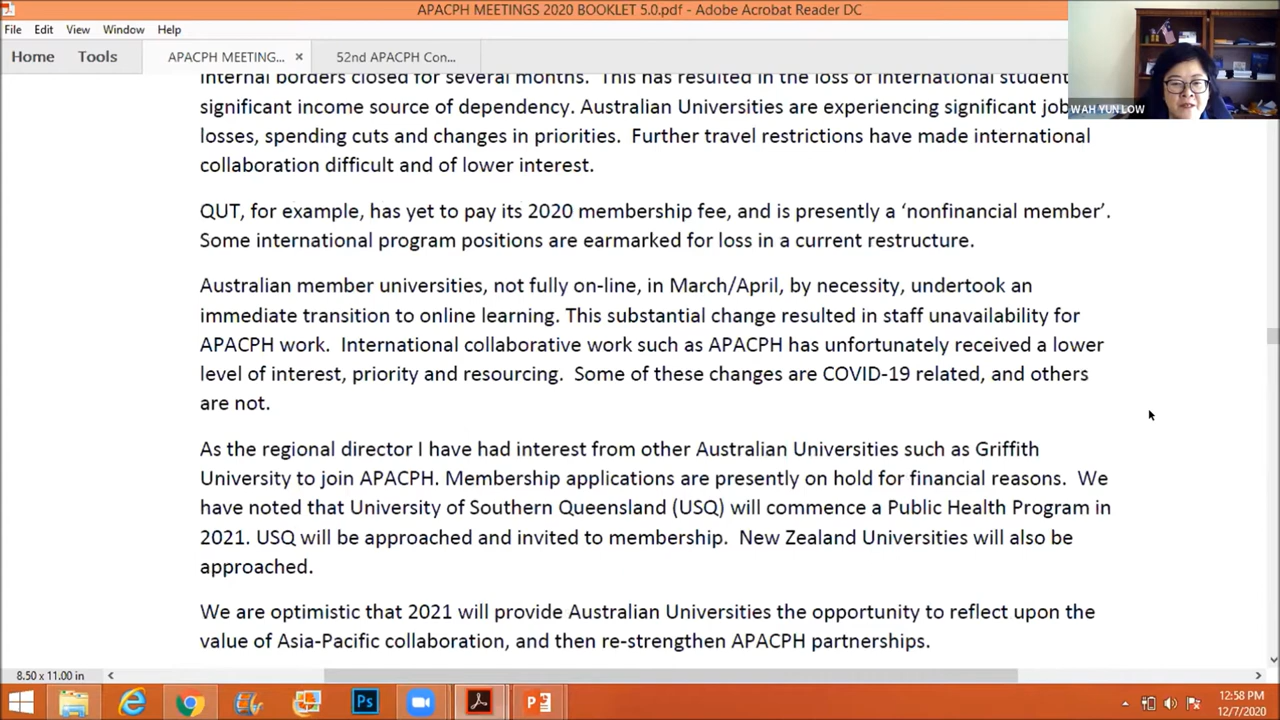 APACPH MEETINGS 2020 BOOKLET 5.0.pdf - Adobe Acrobat Reader DC
File Edit View Window Help
Home Tools APACPH MEETING... × 52nd APACPH Con...
WAH YUN LOW
internal borders closed for several months. This has resulted in the loss of international student
significant income source of dependency. Australian Universities are experiencing significant job
losses, spending cuts and changes in priorities. Further travel restrictions have made international
collaboration difficult and of lower interest.
QUT, for example, has yet to pay its 2020 membership fee, and is presently a ‘nonfinancial member’.
Some international program positions are earmarked for loss in a current restructure.
Australian member universities, not fully on-line, in March/April, by necessity, undertook an
immediate transition to online learning. This substantial change resulted in staff unavailability for
APACPH work. International collaborative work such as APACPH has unfortunately received a lower
level of interest, priority and resourcing. Some of these changes are COVID-19 related, and others
are not.
As the regional director I have had interest from other Australian Universities such as Griffith
University to join APACPH. Membership applications are presently on hold for financial reasons. We
have noted that University of Southern Queensland (USQ) will commence a Public Health Program in
2021. USQ will be approached and invited to membership. New Zealand Universities will also be
approached.
We are optimistic that 2021 will provide Australian Universities the opportunity to reflect upon the
value of Asia-Pacific collaboration, and then re-strengthen APACPH partnerships.
8.50 x 11.00 in
Ps
12:58 PM
12/7/2020